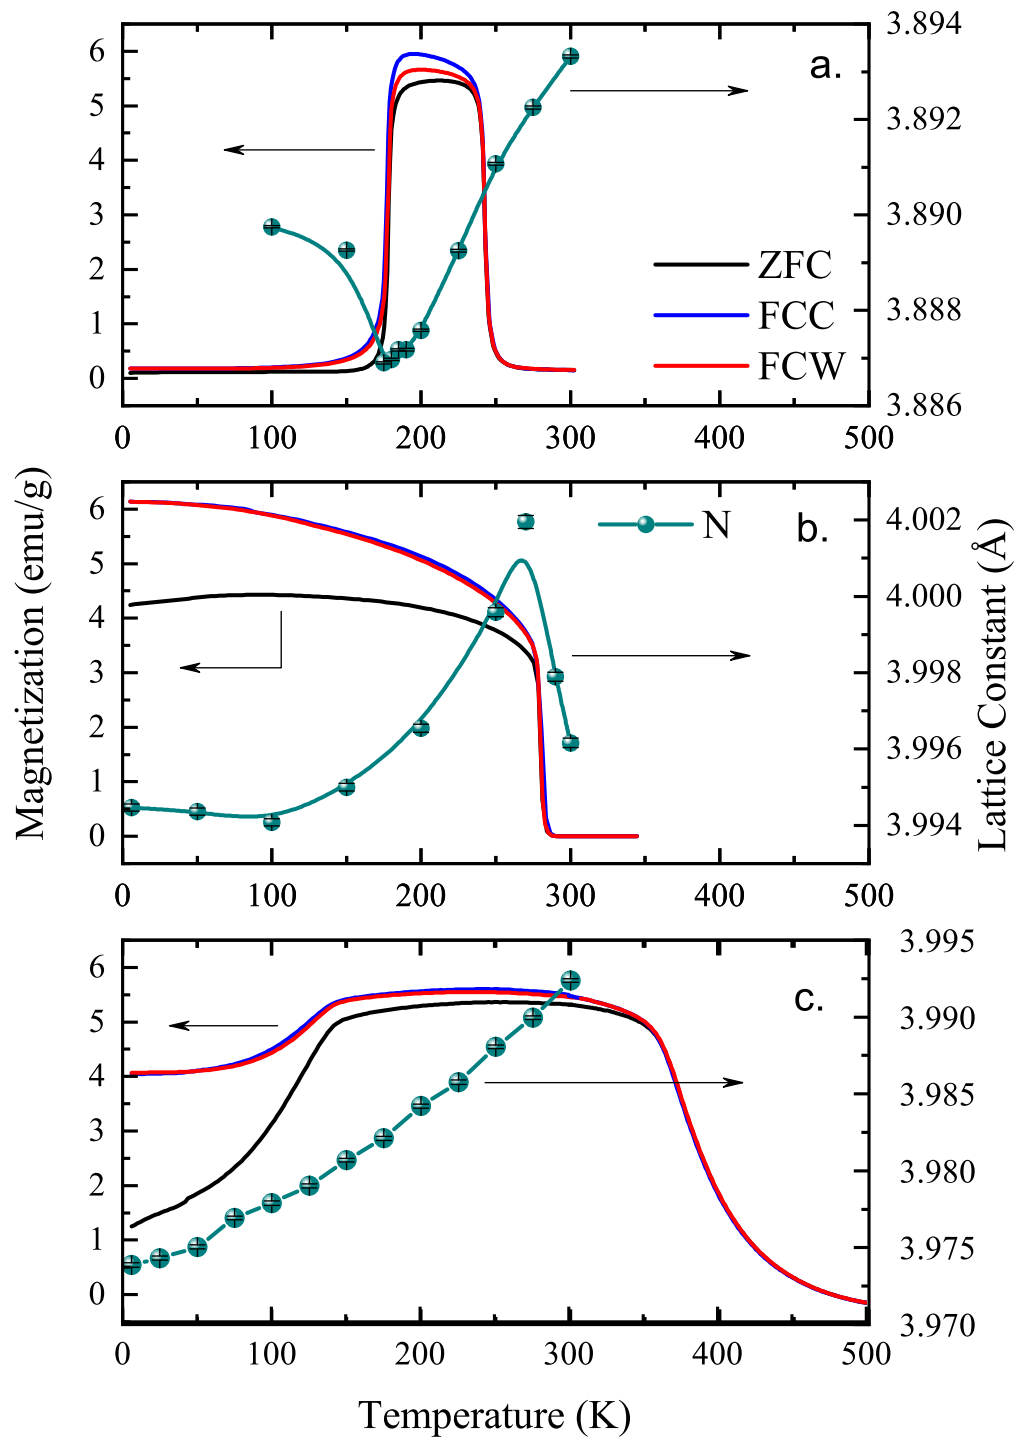 3.894
6
a.
5
3.892
4
3
3.890
ZFC
2
3.888
FCC
1
FCW
0
3.886
0 100 200 300 400 500
Magnetization (emu/g)
6
b.
N
4.002
5
4.000
4
3
3.998
2
3.996
1
0
3.994
Lattice Constant (Å)
0 100 200 300 400 500
3.995
6
c.
5
3.990
4
3.985
3
3.980
2
1
3.975
0
3.970
0 100 200 300 400 500
Temperature (K)